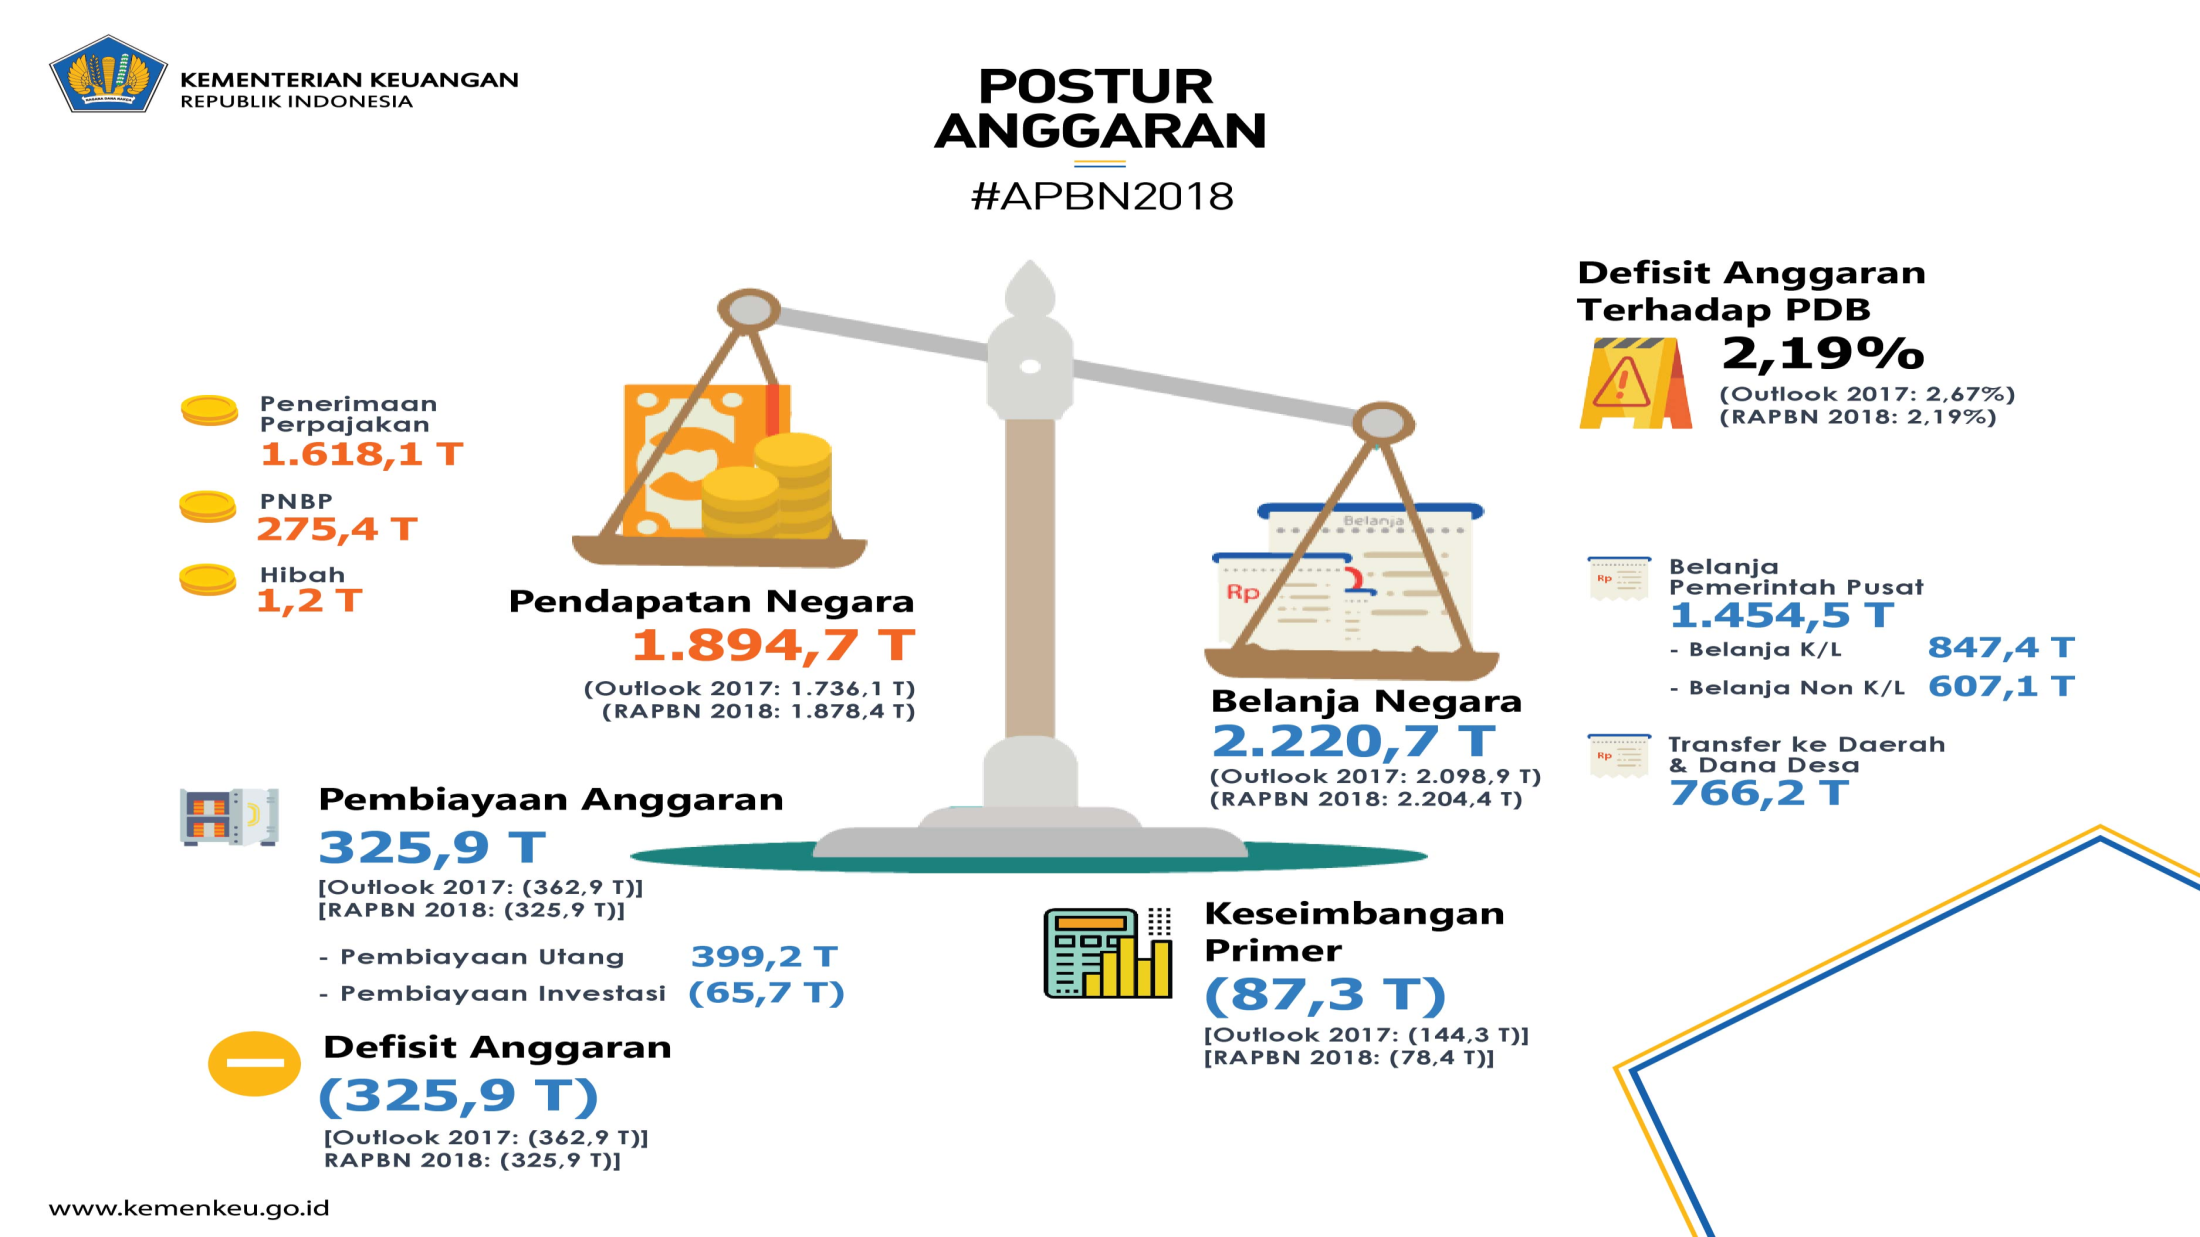 KEMENTERIAN KEUANGAN
REPUBLIK INDONESIA
POSTUR
ANGGARAN
#APBN2018
Penerimaan
Perpajakan
1.618,1 T
PNBP
275,4 T
Hibah
1,2 T
Pendapatan Negara
1.894,7 T
(Outlook 2017: 1.736,1 T)
(RAPBN 2018: 1.878,4 T)
Belanja
Rp
Belanja Negara
2.220,7 T
(Outlook 2017: 2.098,9 T)
(RAPBN 2018: 2.204,4 T)
Defisit Anggaran
Terhadap PDB
2,19%
(Outlook 2017: 2,67%)
(RAPBN 2018: 2,19%)
Rp
Belanja
Pemerintah Pusat
1.454,5 T
- Belanja K/L 847,4 T
- Belanja Non K/L 607,1 T
Rp
Transfer ke Daerah
& Dana Desa
766,2 T
Pembiayaan Anggaran
325,9 T
[Outlook 2017: (362,9 T)]
[RAPBN 2018: (325,9 T)]
- Pembiayaan Utang 399,2 T
- Pembiayaan Investasi (65,7 T)
Defisit Anggaran
(325,9 T)
[Outlook 2017: (362,9 T)]
RAPBN 2018: (325,9 T)]
Keseimbangan
Primer
(87,3 T)
[Outlook 2017: (144,3 T)]
[RAPBN 2018: (78,4 T)]
www.kemenkeu.go.id